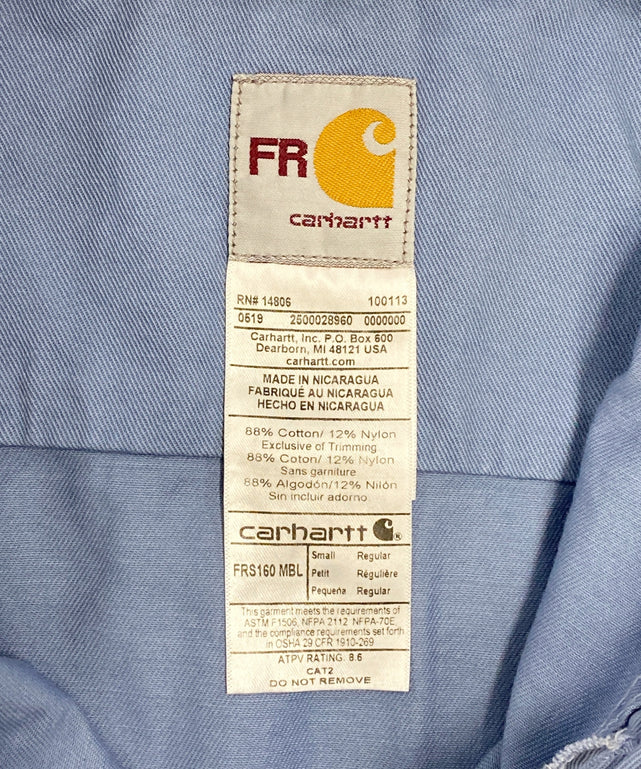 FR
carhartt
RN# 14806 100113
0519 2500028960 0000000
Carhartt, Inc. P.O. Box 600
Dearborn, MI 48121 USA
carhartt.com
MADE IN NICARAGUA
FABRIQUÉ AU NICARAGUA
HECHO EN NICARAGUA
88% Cotton/ 12% Nylon
Exclusive of Trimming
88% Coton/ 12% Nylon
Sans garniture
88% Algodón/12% Nilón
Sin incluir adorno
carhartt ®
FRS160 MBL
Small Regular
Petit Régulière
Pequeña Regular
This garment meets the requirements of
ASTM F1506, NFPA 2112 NFPA-70E,
and the compliance requirements set forth
in OSHA 29 CFR 1910-269
ATPV RATING: 8.6
CAT2
DO NOT REMOVE